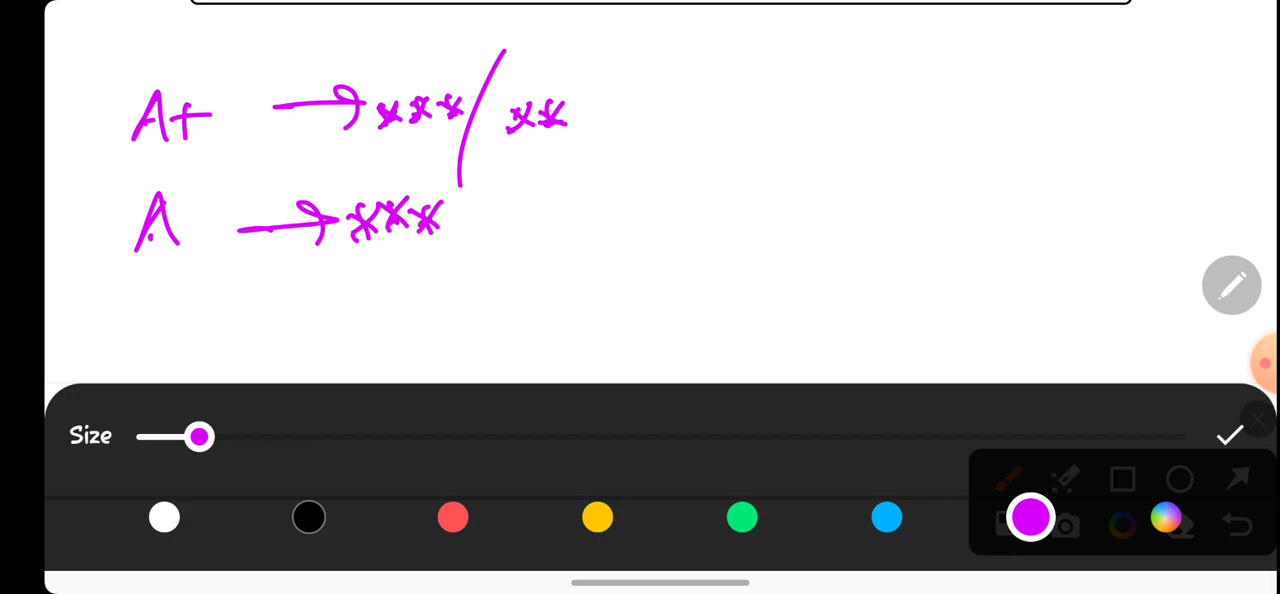 A+ → *** / **
A → ***
Size